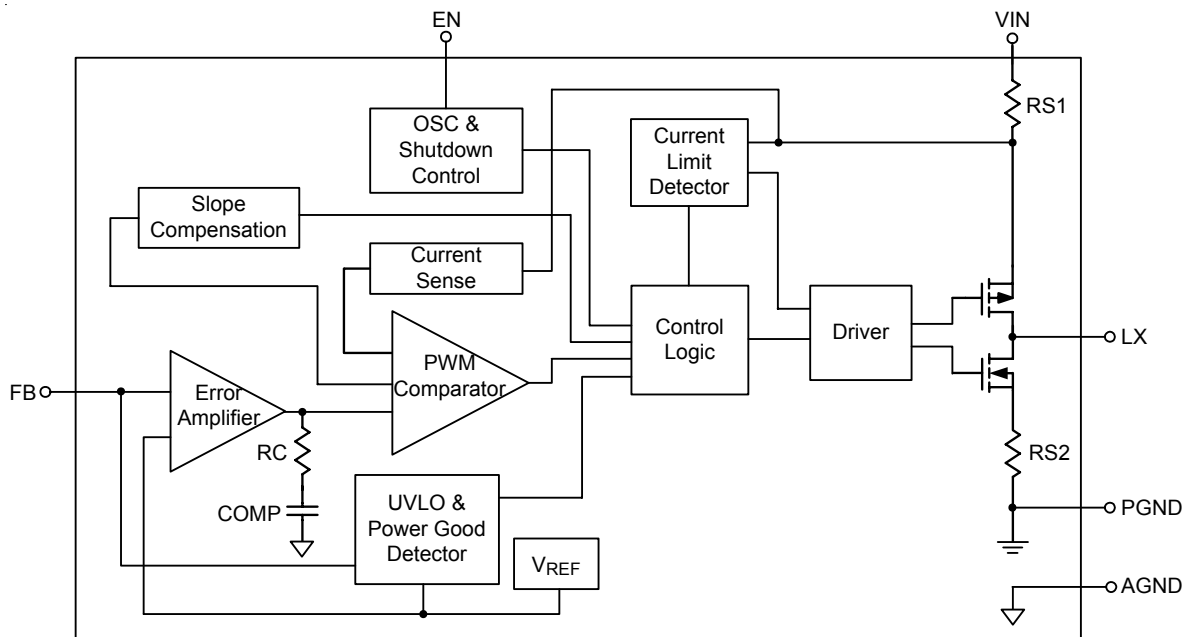 EN
VIN
RS1
OSC &
Shutdown
Control
Current
Limit
Detector
Slope
Compensation
Current
Sense
Control
Logic
Driver
LX
PWM
Comparator
FB
Error
Amplifier
RC
RS2
COMP
UVLO &
Power Good
Detector
VREF
PGND
AGND